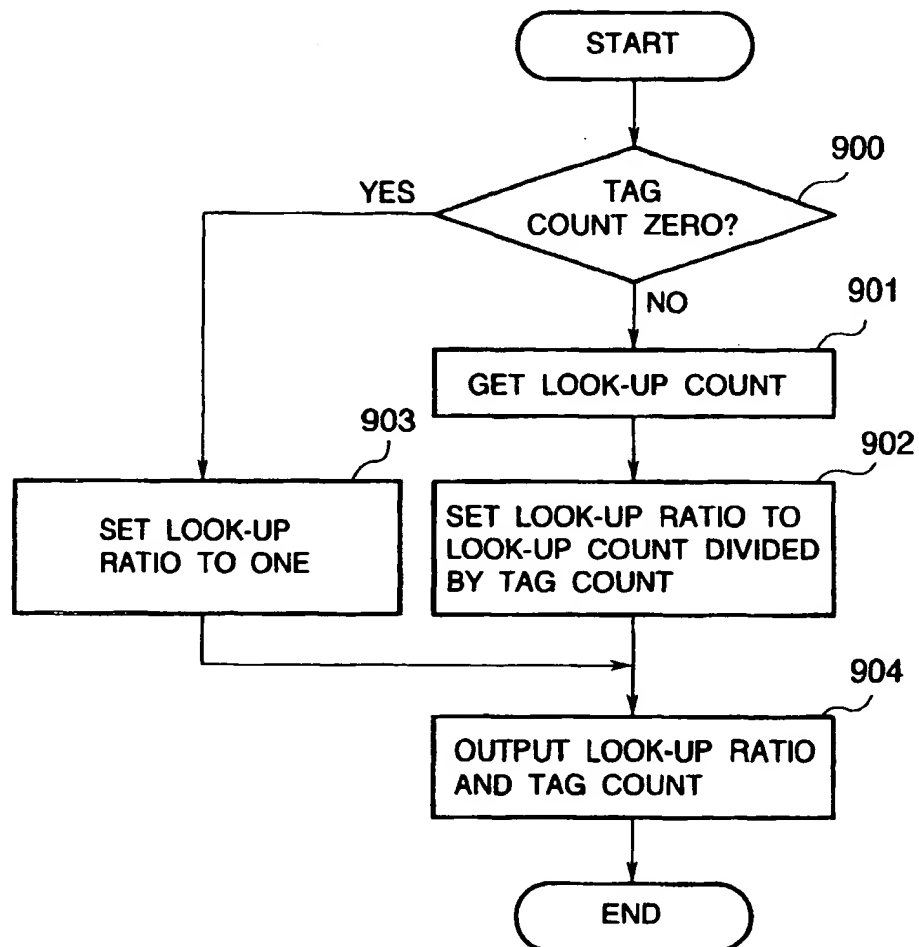 START
900
YES
TAG
COUNT ZERO?
NO
901
GET LOOK-UP COUNT
903
902
SET LOOK-UP
RATIO TO ONE
SET LOOK-UP RATIO TO
LOOK-UP COUNT DIVIDED
BY TAG COUNT
904
OUTPUT LOOK-UP RATIO
AND TAG COUNT
END